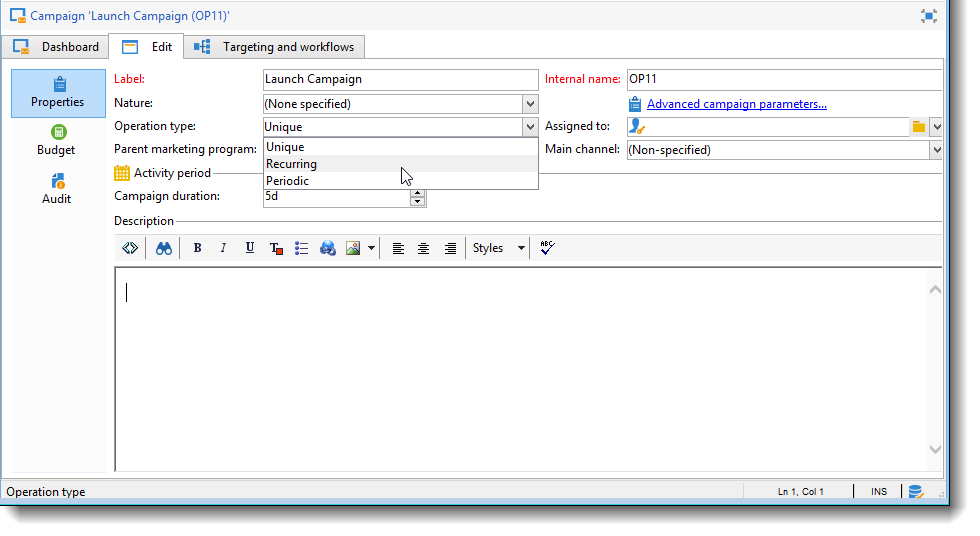 Campaign 'Launch Campaign (OP11)'
Dashboard Edit Targeting and workflows
Properties
Budget
Audit
Label: Launch Campaign Internal name: OP11
Nature: (None specified) Advanced campaign parameters...
Operation type: Unique Assigned to:
Parent marketing program: Unique Main channel: (Non-specified)
Recurring
Periodic
Activity period
Campaign duration: 5d
Description
B I U T Styles ABC
Operation type Ln 1, Col 1 INS